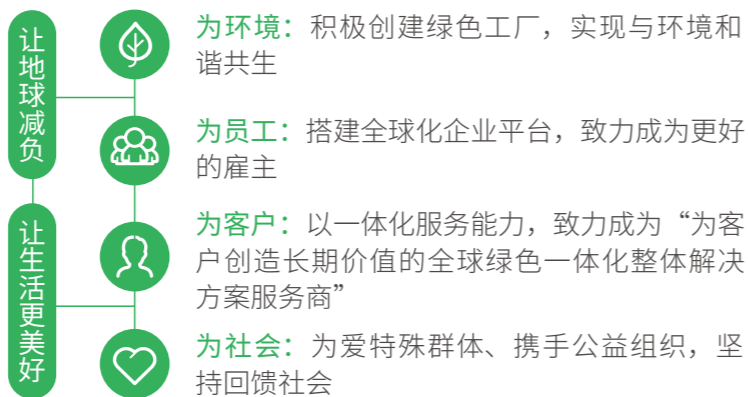 让地球减负
让生活更美好
为环境：积极创建绿色工厂，实现与环境和
谐共生
为员工：搭建全球化企业平台，致力成为更好
的雇主
为客户：以一体化服务能力，致力成为“为客
户创造长期价值的全球绿色一体化整体解决
方案服务商”
为社会：为爱特殊群体、携手公益组织，坚
持回馈社会